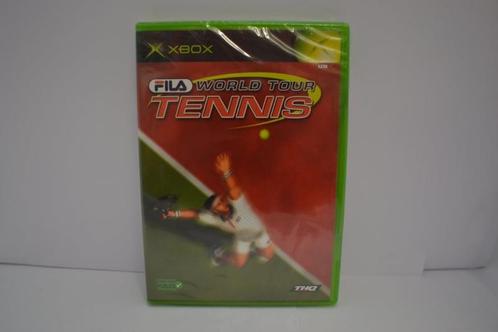 XBOX
FILA WORLD TOUR
TENNIS
THQ